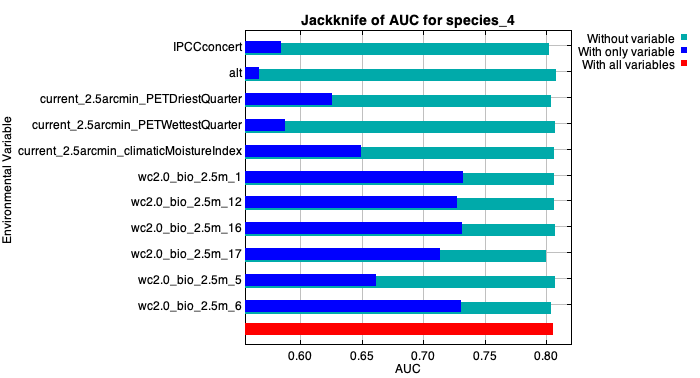 Jackknife of AUC for species_4
Without variable
With only variable
With all variables
Environmental Variable
IPCCconcert
alt
current_2.5arcmin_PETDriestQuarter
current_2.5arcmin_PETWettestQuarter
current_2.5arcmin_climaticMoistureIndex
wc2.0_bio_2.5m_1
wc2.0_bio_2.5m_12
wc2.0_bio_2.5m_16
wc2.0_bio_2.5m_17
wc2.0_bio_2.5m_5
wc2.0_bio_2.5m_6
0.60 0.65 0.70 0.75 0.80
AUC